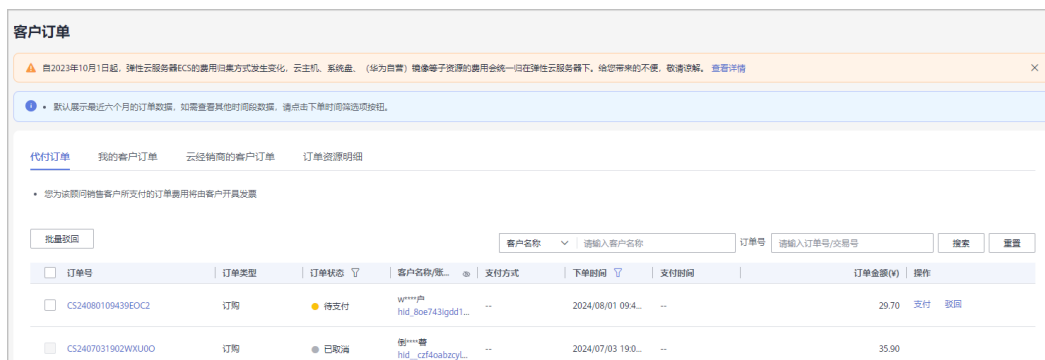 客户订单
自2023年10月1日起，弹性云服务器ECS的费用归集方式发生变化，云主机、系统盘、（华为自营）镜像等子资源的费用会统一归在弹性云服务器下。给您带来的不便，敬请谅解。 查看详情
• 默认展示最近六个月的订单数据，如需查看其他时间段数据，请点击下单时间筛选项按钮。
代付订单 我的客户订单 云经销商的客户订单 订单资源明细
• 您为该顾问销售客户所支付的订单费用将由客户开具发票
批量驳回 客户名称 请输入客户名称 订单号 请输入订单号/交易号 搜索 重置
订单号 订单类型 订单状态 客户名称/账... 支付方式 下单时间 支付时间 订单金额(¥) 操作
CS24080109439EOC2 订购 待支付 w****户 -- 2024/08/01 09:4... -- 29.70 支付 驳回
hid_8oe743igdd1...
CS2407031902WXU0O 订购 已取消 倒****费 -- 2024/07/03 19:0... -- 35.90
hid__czf4oabzcyl...